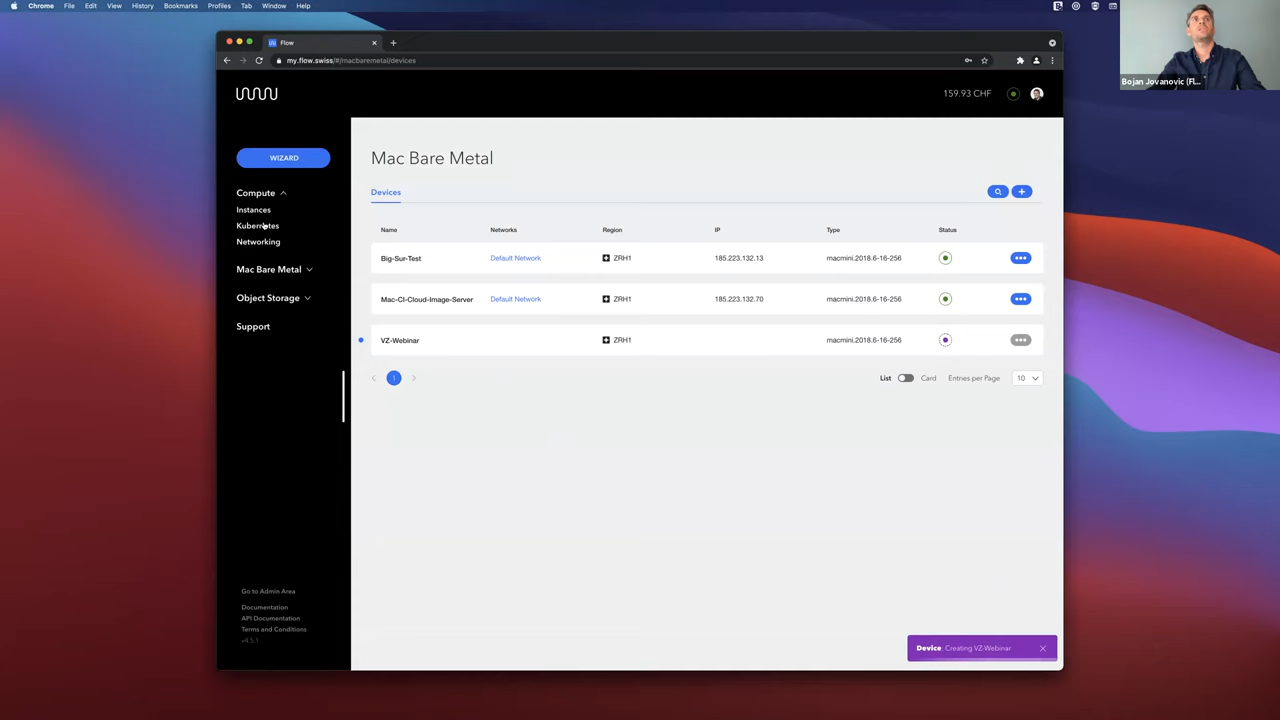 Chrome File Edit View History Bookmarks Profiles Tab Window Help
Flow
my.flow.swiss/#/macbaremetal/devices
Bojan Jovanovic (Fl...
159.93 CHF
WIZARD
Compute
Instances
Kubernetes
Networking
Mac Bare Metal
Object Storage
Support
Go to Admin Area
Documentation
API Documentation
Terms and Conditions
v4.5.1
Mac Bare Metal
Devices
Name Networks Region IP Type Status
Big-Sur-Test Default Network ZRH1 185.223.132.13 macmini.2018.6-16-256
Mac-CI-Cloud-Image-Server Default Network ZRH1 185.223.132.70 macmini.2018.6-16-256
VZ-Webinar ZRH1 macmini.2018.6-16-256
1 List Card Entries per Page 10
Device Creating VZ-Webinar